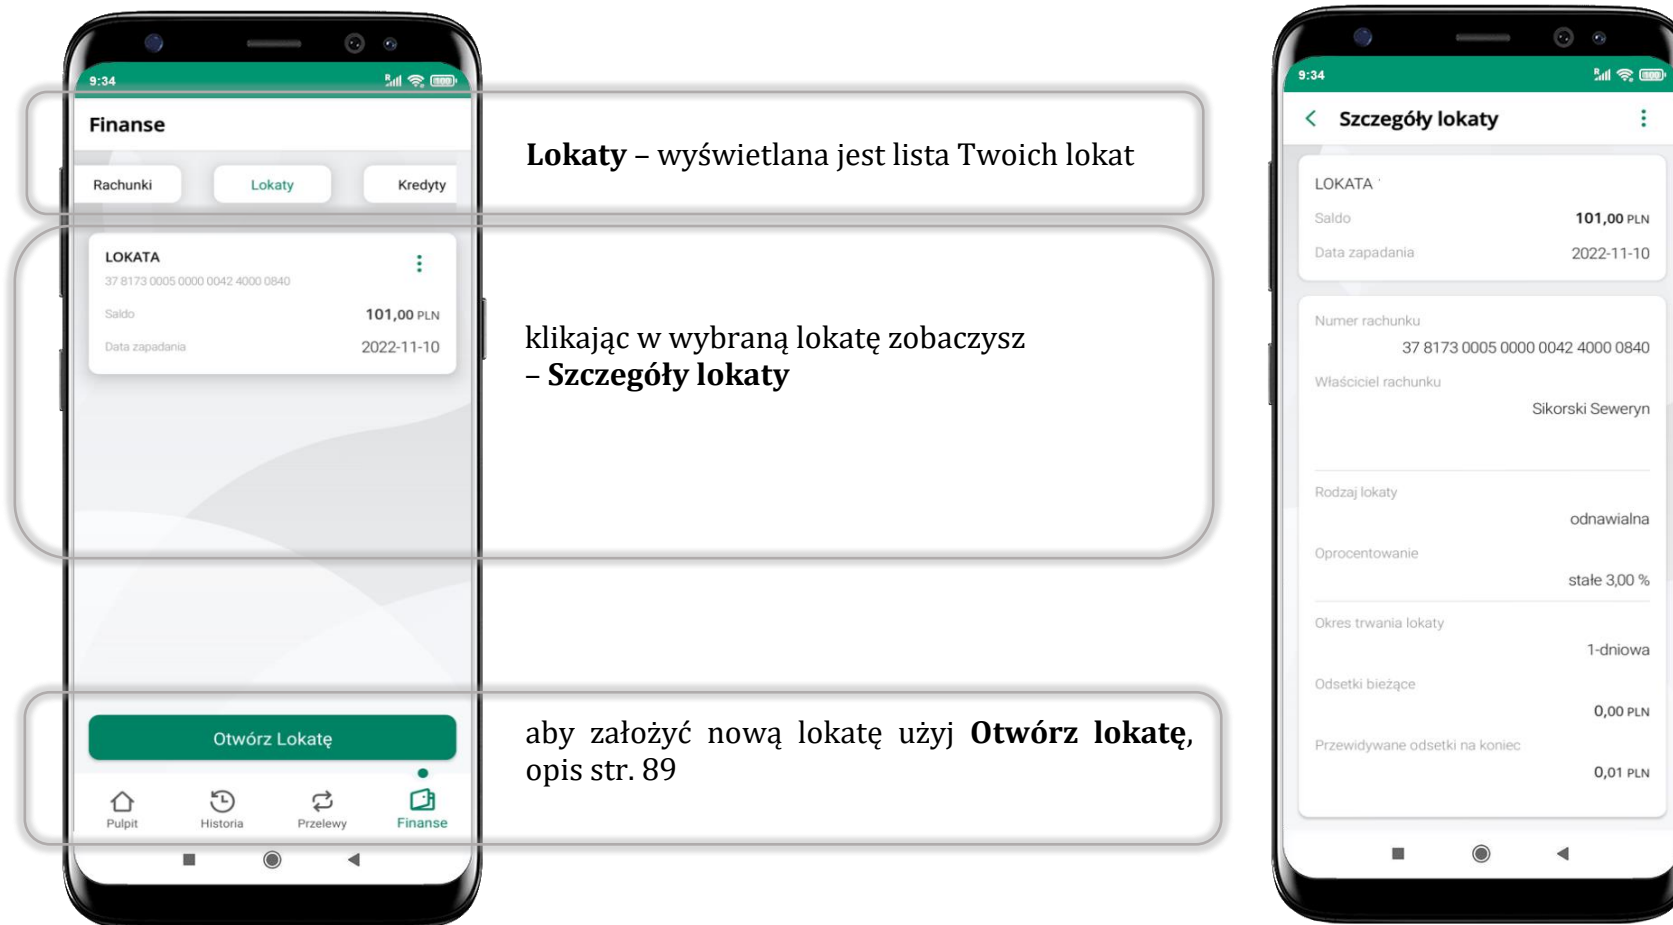 9:34
Finanse
Rachunki
Lokaty
Kredyty
LOKATA
37 8173 0005 0000 0042 4000 0840
Saldo 101,00 PLN
Data zapadania 2022-11-10
Otwórz Lokatę
Pulpit
Historia
Przelewy
Finanse
Lokaty – wyświetlana jest lista Twoich lokat
klikając w wybraną lokatę zobaczysz
– Szczegóły lokaty
aby założyć nową lokatę użyj Otwórz lokatę,
opis str. 89
9:34
Szczegóły lokaty
LOKATA
Saldo 101,00 PLN
Data zapadania 2022-11-10
Numer rachunku
37 8173 0005 0000 0042 4000 0840
Właściciel rachunku
Sikorski Seweryn
Rodzaj lokaty
odnawialna
Oprocentowanie
stałe 3,00 %
Okres trwania lokaty
1-dniowa
Odsetki bieżące
0,00 PLN
Przewidywane odsetki na koniec
0,01 PLN